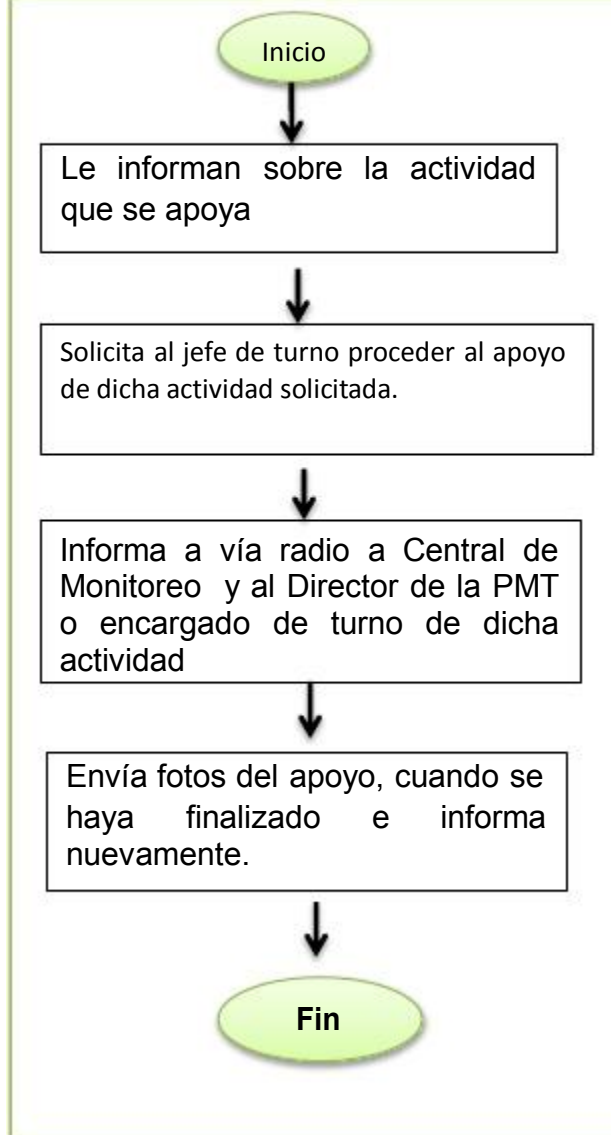 Inicio
Le informan sobre la actividad
que se apoya
Solicita al jefe de turno proceder al apoyo
de dicha actividad solicitada.
Informa a vía radio a Central de
Monitoreo y al Director de la PMT
o encargado de turno de dicha
actividad
Envía fotos del apoyo, cuando se
haya finalizado e informa
nuevamente.
Fin